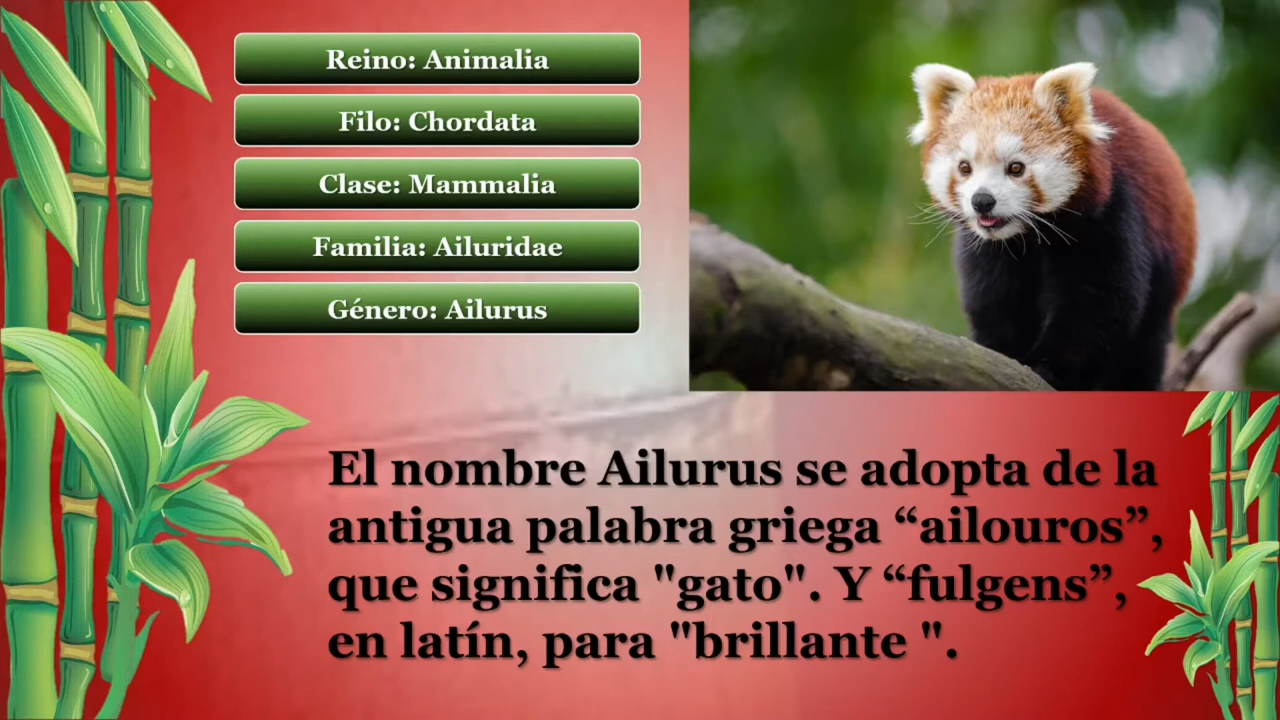 Reino: Animalia
Filo: Chordata
Clase: Mammalia
Familia: Ailuridae
Género: Ailurus
El nombre Ailurus se adopta de la
antigua palabra griega “ailouros”,
que significa "gato". Y “fulgens”,
en latín, para "brillante ".